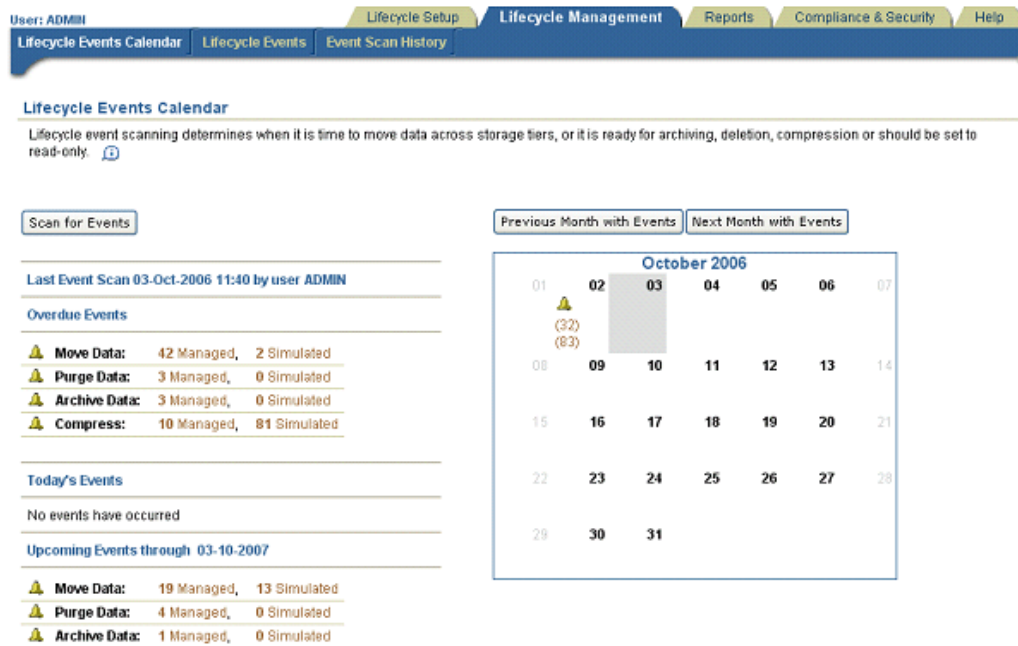 User: ADMIN
Lifecycle Setup Lifecycle Management Reports Compliance & Security Help
Lifecycle Events Calendar Lifecycle Events Event Scan History
Lifecycle Events Calendar
Lifecycle event scanning determines when it is time to move data across storage tiers, or it is ready for archiving, deletion, compression or should be set to
read-only. i
Scan for Events
Last Event Scan 03-Oct-2006 11:40 by user ADMIN
Overdue Events
Move Data: 42 Managed, 2 Simulated
Purge Data: 3 Managed, 0 Simulated
Archive Data: 3 Managed, 0 Simulated
Compress: 10 Managed, 81 Simulated
Today's Events
No events have occurred
Upcoming Events through 03-10-2007
Move Data: 19 Managed, 13 Simulated
Purge Data: 4 Managed, 0 Simulated
Archive Data: 1 Managed, 0 Simulated
Previous Month with Events Next Month with Events
October 2006
01 02 03 04 05 06 07
(32)
(83)
08 09 10 11 12 13 14
15 16 17 18 19 20 21
22 23 24 25 26 27 28
29 30 31